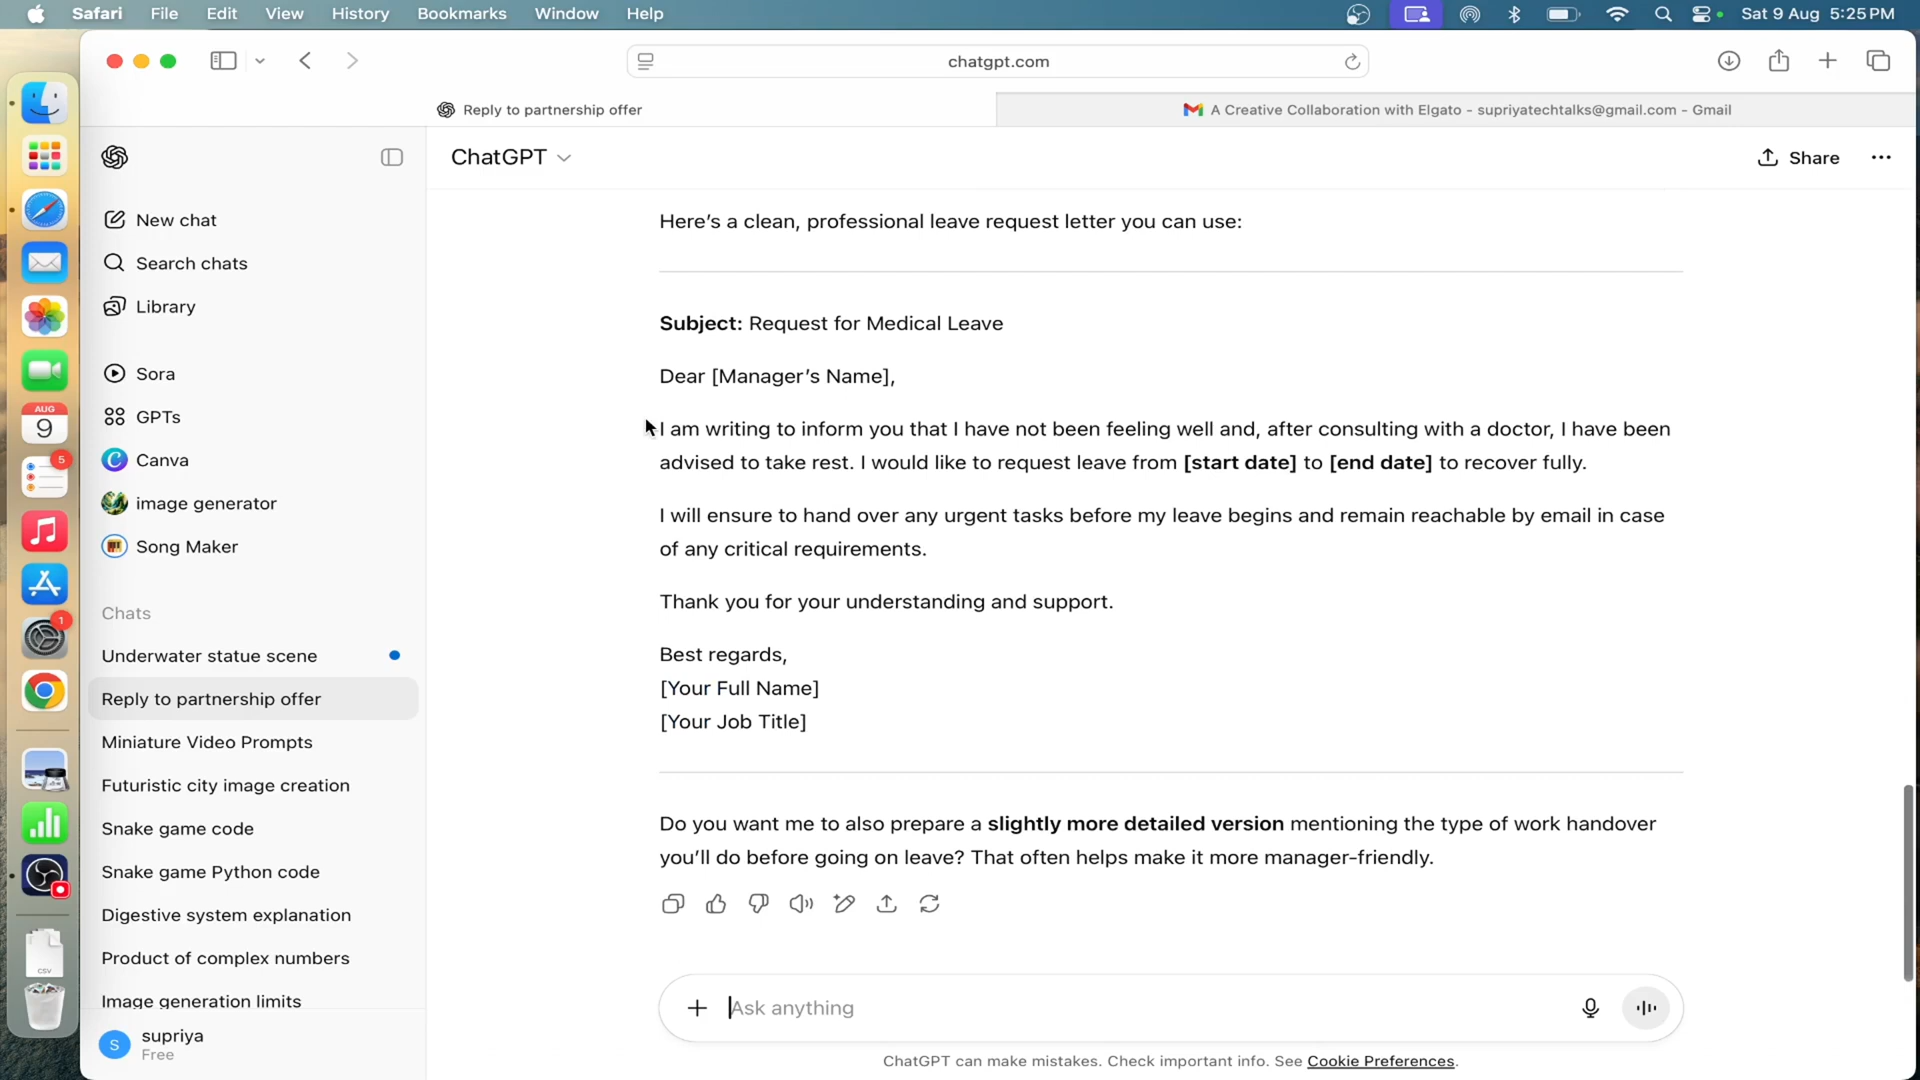 Safari File Edit View History Bookmarks Window Help Sat 9 Aug 5:25 PM
chatgpt.com
Reply to partnership offer
A Creative Collaboration with Elgato - supriyatechtalks@gmail.com - Gmail
ChatGPT
Share
New chat
Search chats
Library
Sora
GPTs
Canva
image generator
Song Maker
Chats
Underwater statue scene
Reply to partnership offer
Miniature Video Prompts
Futuristic city image creation
Snake game code
Snake game Python code
Digestive system explanation
Product of complex numbers
Image generation limits
S
supriya
Free
AUG
9
5
1
CSV
Here's a clean, professional leave request letter you can use:
Subject: Request for Medical Leave
Dear [Manager's Name],
I am writing to inform you that I have not been feeling well and, after consulting with a doctor, I have been
advised to take rest. I would like to request leave from [start date] to [end date] to recover fully.
I will ensure to hand over any urgent tasks before my leave begins and remain reachable by email in case
of any critical requirements.
Thank you for your understanding and support.
Best regards,
[Your Full Name]
[Your Job Title]
Do you want me to also prepare a slightly more detailed version mentioning the type of work handover
you'll do before going on leave? That often helps make it more manager-friendly.
Ask anything
ChatGPT can make mistakes. Check important info. See Cookie Preferences.